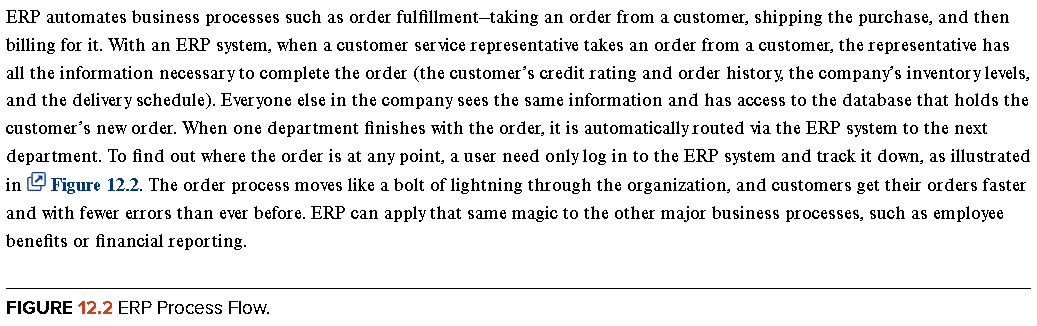 ERP automates business processes such as order fulfillment—taking an order from a customer, shipping the purchase, and then
billing for it. With an ERP system, when a customer service representative takes an order from a customer, the representative has
all the information necessary to complete the order (the customer's credit rating and order history, the company's inventory levels,
and the delivery schedule). Everyone else in the company sees the same information and has access to the database that holds the
customer's new order. When one department finishes with the order, it is automatically routed via the ERP system to the next
department. To find out where the order is at any point, a user need only log in to the ERP system and track it down, as illustrated
in Figure 12.2. The order process moves like a bolt of lightning through the organization, and customers get their orders faster
and with fewer errors than ever before. ERP can apply that same magic to the other major business processes, such as employee
benefits or financial reporting.
FIGURE 12.2 ERP Process Flow.